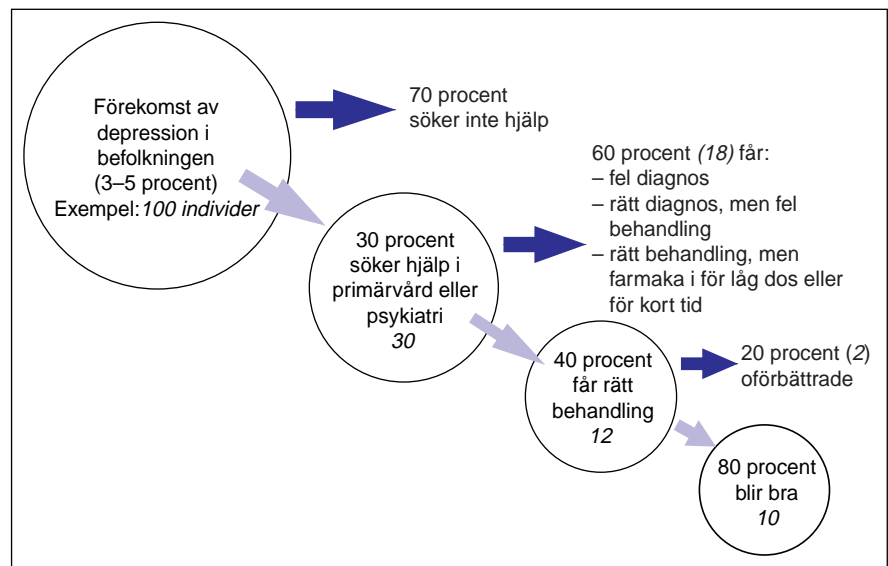 Förekomst av
depression i
befolkningen
(3–5 procent)
Exempel: 100 individer
70 procent
söker inte hjälp
30 procent
söker hjälp i
primärvård eller
psykiatri
30
60 procent (18) får:
– fel diagnos
– rätt diagnos, men fel
behandling
– rätt behandling, men
farmaka i för låg dos eller
för kort tid
40 procent
får rätt
behandling
12
20 procent (2)
oförbättrade
80 procent
blir bra
10